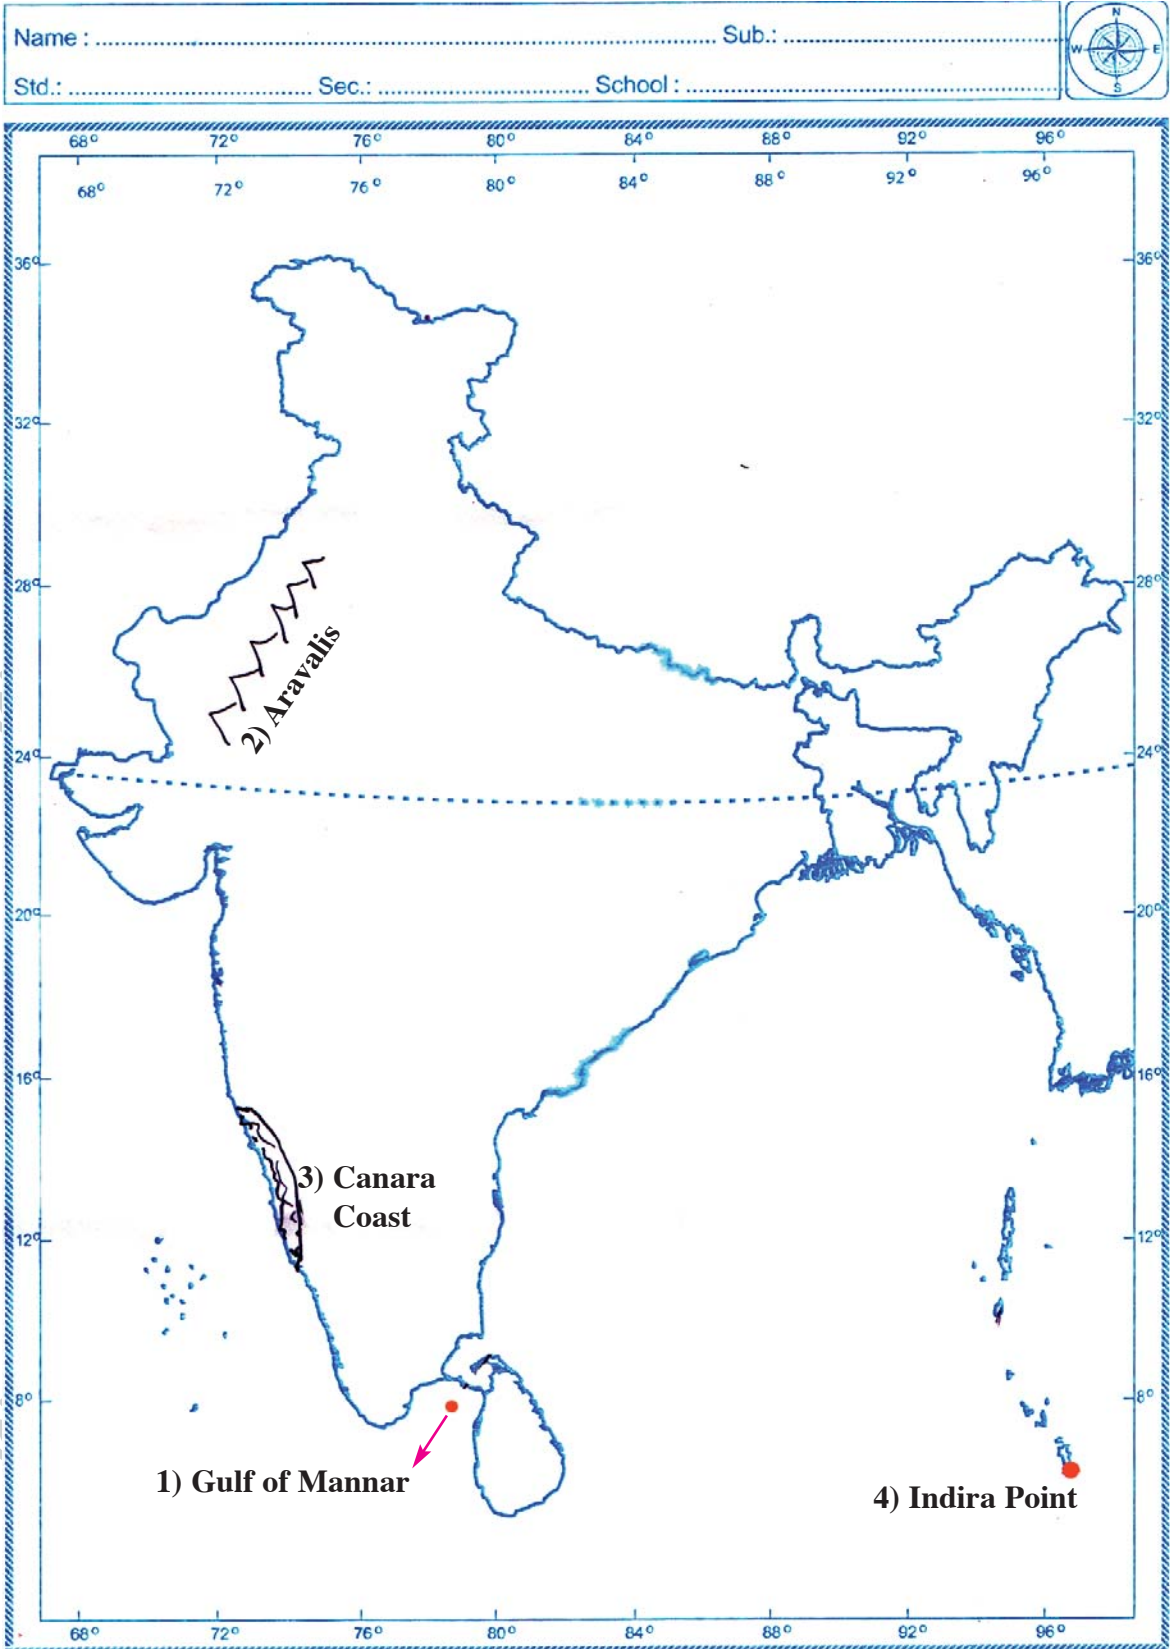 Name : ........................................ Sub.: ........................................
Std.: .............................. Sec.: .............................. School : ........................................
N
W E
S
68° 72° 76° 80° 84° 88° 92° 96°
68° 72° 76° 80° 84° 88° 92° 96°
36° 36°
32° 32°
28° 28°
2) Aravalis
24° 24°
20° 20°
16° 16°
3) Canara
Coast
12° 12°
8° 8°
1) Gulf of Mannar
4) Indira Point
68° 72° 76° 80° 84° 88° 92° 96°